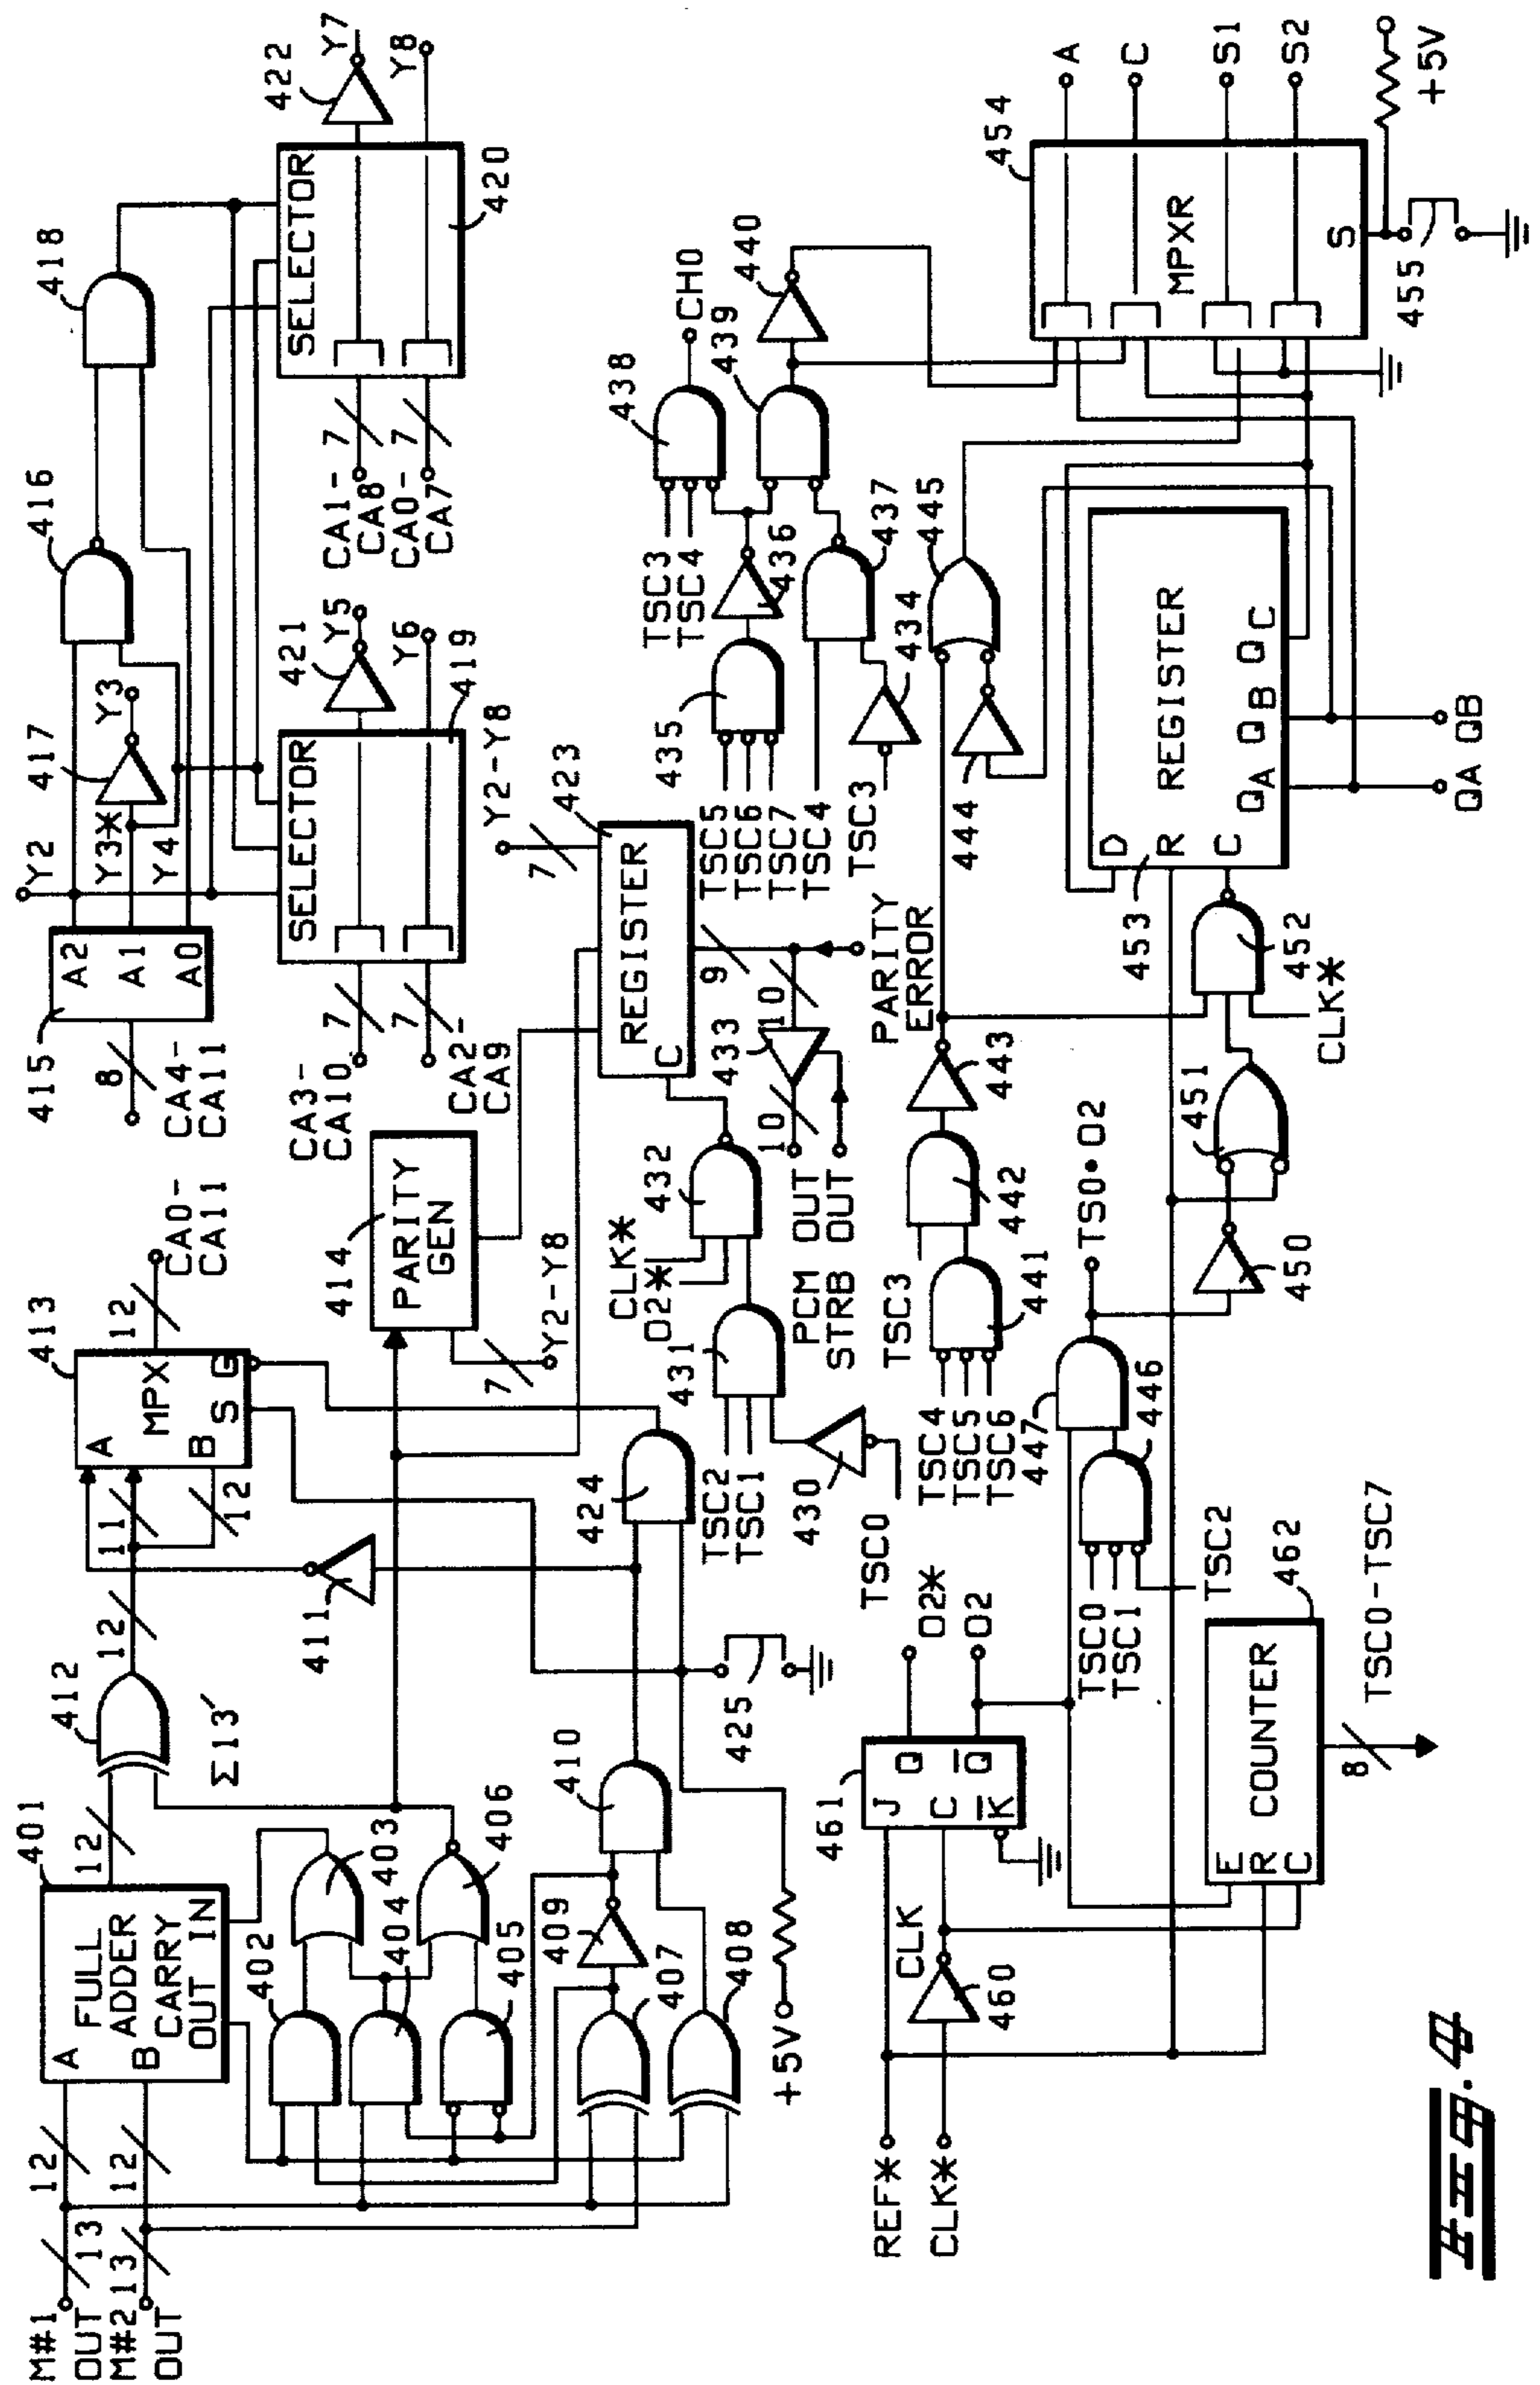 M#1
OUT
M#2
OUT
13
13
12
12
401
A
B
FULL
ADDER
CARRY
OUT IN
12
402
403
404
405
406
407
408
409
410
411
412
Σ13′
12
11
12
413
A
B
MPX
S
G
12
CA0-
CA11
+5V
425
424
414
PARITY
GEN
7
Y2-Y8
415
8
CA4-
CA11
A2
A1
A0
Y2
Y3*
Y4
417
Y3
416
418
CA3-
CA10
7
CA2-
CA9
7
SELECTOR
419
421
Y5
Y6
CA1-
CA8
7
CA0-
CA7
7
SELECTOR
420
422
Y7
Y8
423
REGISTER
C
7
Y2-Y8
9
10
433
10
PCM OUT
STRB OUT
PARITY
ERROR
CLK*
O2*
432
431
TSC2
TSC1
430
TSC0
TSC5
TSC6
TSC7
TSC4
TSC3
435
436
434
437
TSC3
TSC4
438
CH0
439
440
TSC3
TSC4
TSC5
TSC6
441
442
443
444
445
REF*
CLK*
460
CLK
461
J
C
K
Q
Q
O2*
O2
E
R
C
COUNTER
462
8
TSC0-TSC7
TSC0
TSC1
TSC2
446
447
TS0•O2
450
451
CLK*
452
453
D
R
C
REGISTER
QA
QB
QC
QA
QB
454
MPXR
S
A
C
S1
S2
455
+5V
FIG.4